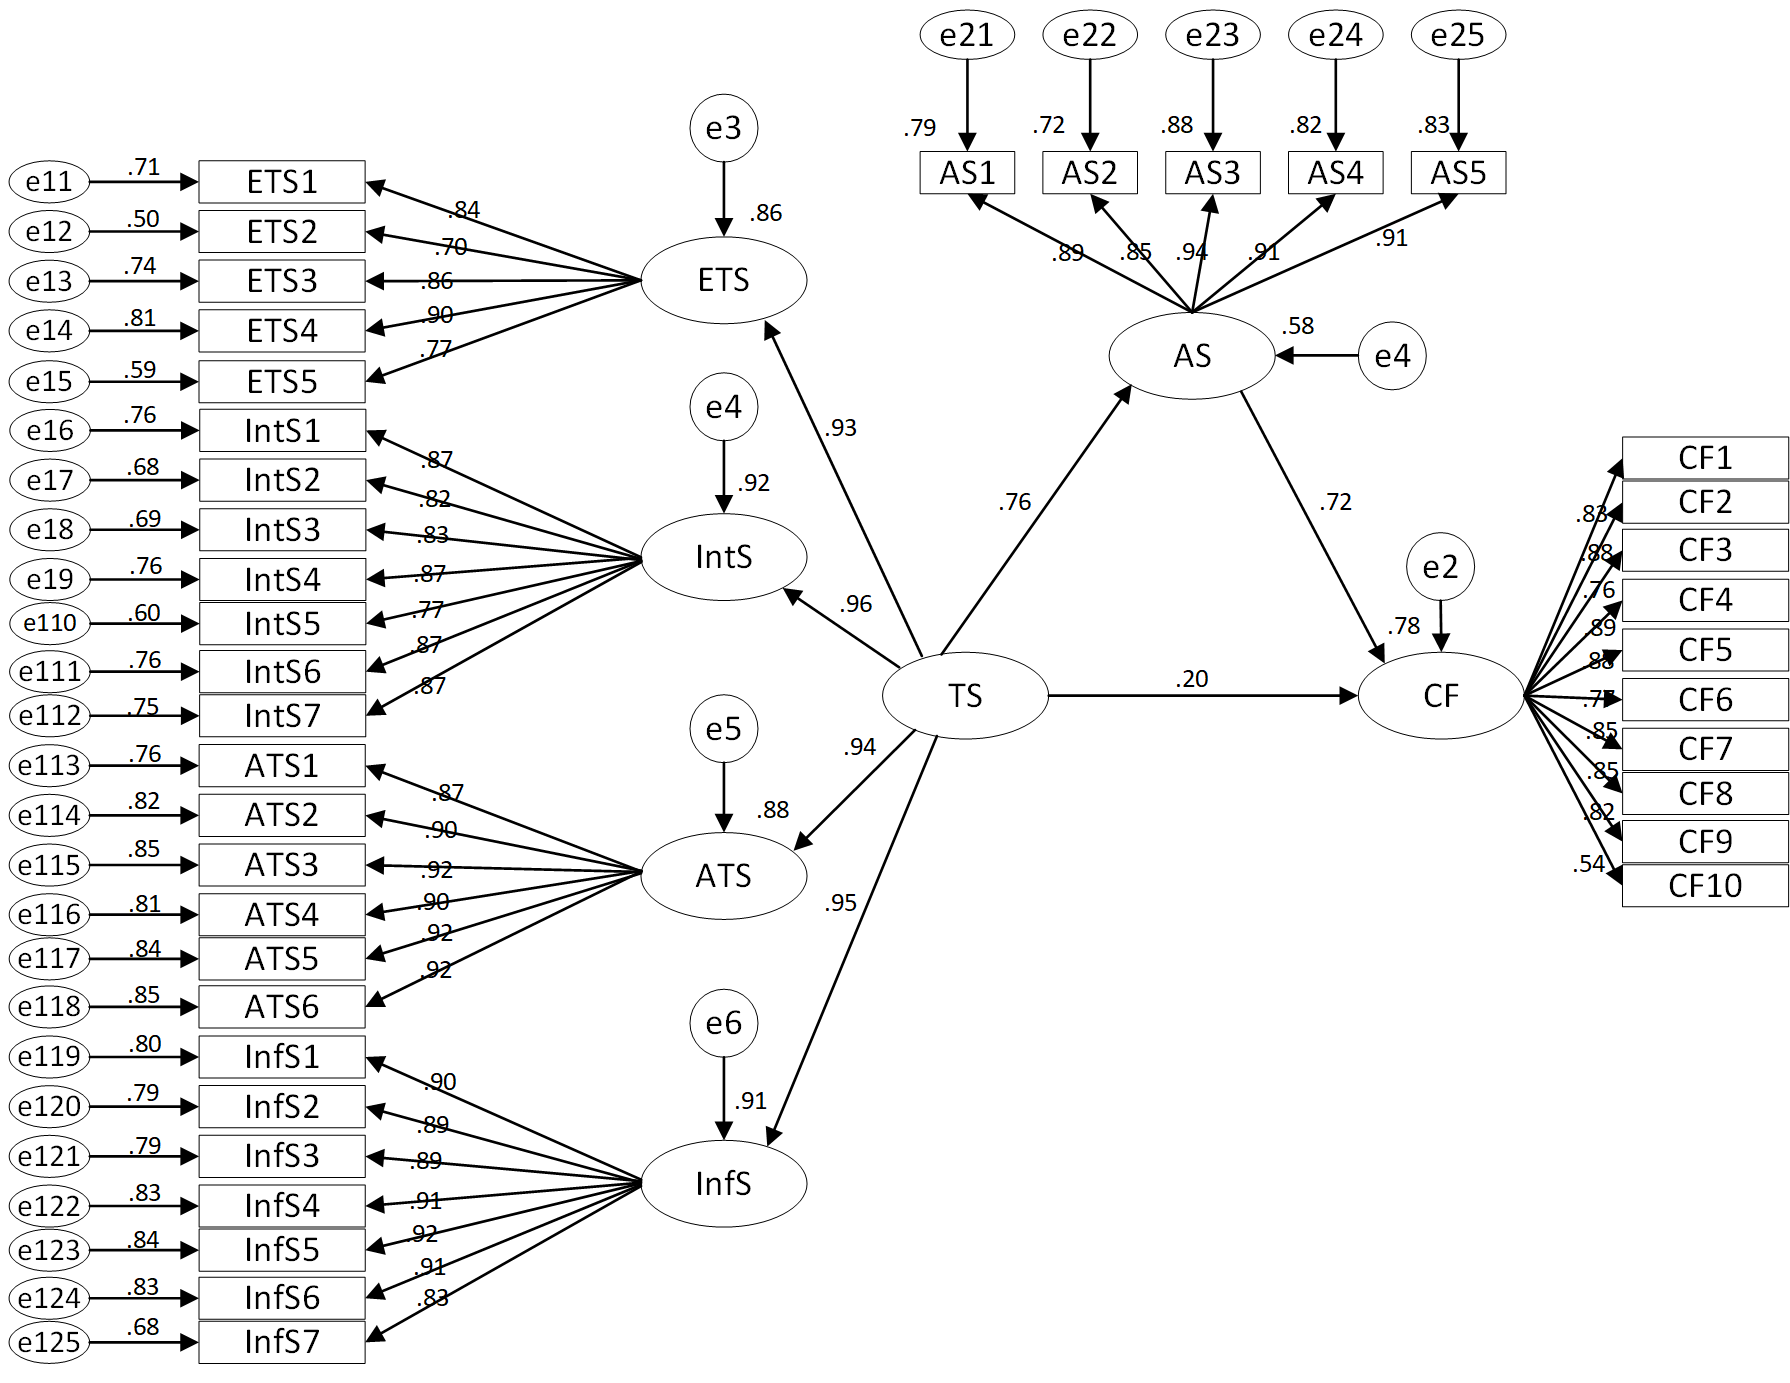 e21 e22 e23 e24 e25
.79 .72 .88 .82 .83
AS1 AS2 AS3 AS4 AS5
.89 .85 .94 .91 .91
AS .58 e4
e3
.86
ETS
e11 .71 ETS1 .84
e12 .50 ETS2 .70
e13 .74 ETS3 .86
e14 .81 ETS4 .90
e15 .59 ETS5 .77
e4
.92
IntS
e16 .76 IntS1 .87
e17 .68 IntS2 .82
e18 .69 IntS3 .83
e19 .76 IntS4 .87
e110 .60 IntS5 .77
e111 .76 IntS6 .87
e112 .75 IntS7 .87
e5
.88
ATS
e113 .76 ATS1 .87
e114 .82 ATS2 .90
e115 .85 ATS3 .92
e116 .81 ATS4 .90
e117 .84 ATS5 .92
e118 .85 ATS6 .92
e6
.91
InfS
e119 .80 InfS1 .90
e120 .79 InfS2 .89
e121 .79 InfS3 .89
e122 .83 InfS4 .91
e123 .84 InfS5 .92
e124 .83 InfS6 .91
e125 .68 InfS7 .83
.93
.96
.94
.95
TS
.76
.72
.20
e2
.78
CF
.83 CF1
.88 CF2
.76 CF3
.89 CF4
.88 CF5
.77 CF6
.85 CF7
.85 CF8
.82 CF9
.54 CF10